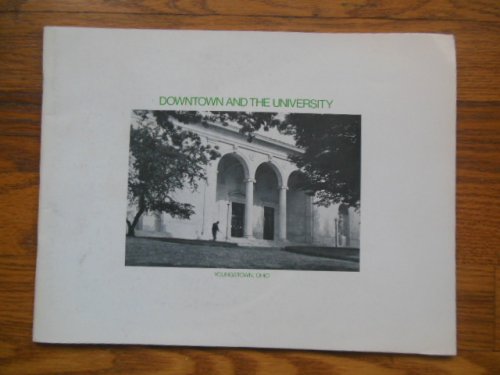 DOWNTOWN AND THE UNIVERSITY
YOUNGSTOWN, OHIO